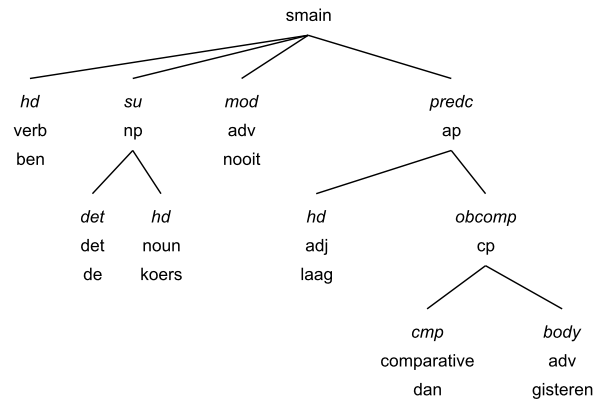 smain
hd su mod predc
verb np adv ap
ben nooit
det hd hd obcomp
det noun adj cp
de koers laag
cmp body
comparative adv
dan gisteren